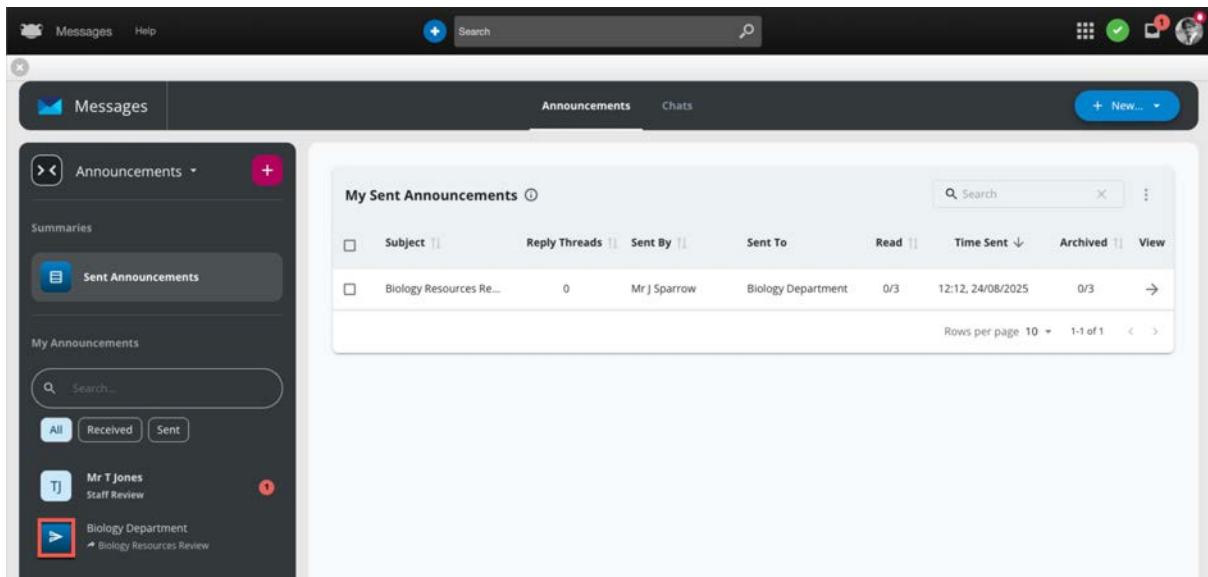 Messages Help Search 1
Messages Announcements Chats + New...
Announcements +
Summaries
Sent Announcements
My Announcements
Search...
All Received Sent
TJ Mr T Jones 1
Staff Review
Biology Department
Biology Resources Review
My Sent Announcements Search
Subject Reply Threads Sent By Sent To Read Time Sent Archived View
Biology Resources Re... 0 Mr J Sparrow Biology Department 0/3 12:12, 24/08/2025 0/3
Rows per page 10 1-1 of 1